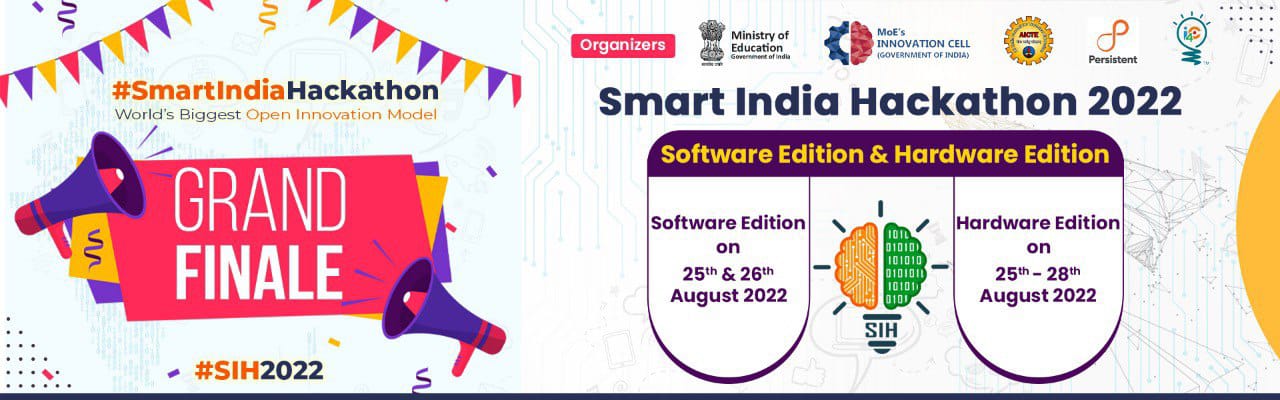 #SmartIndiaHackathon
World's Biggest Open Innovation Model
GRAND
FINALE
#SIH2022
Organizers
Ministry of
Education
Government of India
MoE's
INNOVATION CELL
(GOVERNMENT OF INDIA)
AICTE
Persistent
Smart India Hackathon 2022
Software Edition & Hardware Edition
Software Edition
on
25th & 26th
August 2022
SIH
Hardware Edition
on
25th - 28th
August 2022